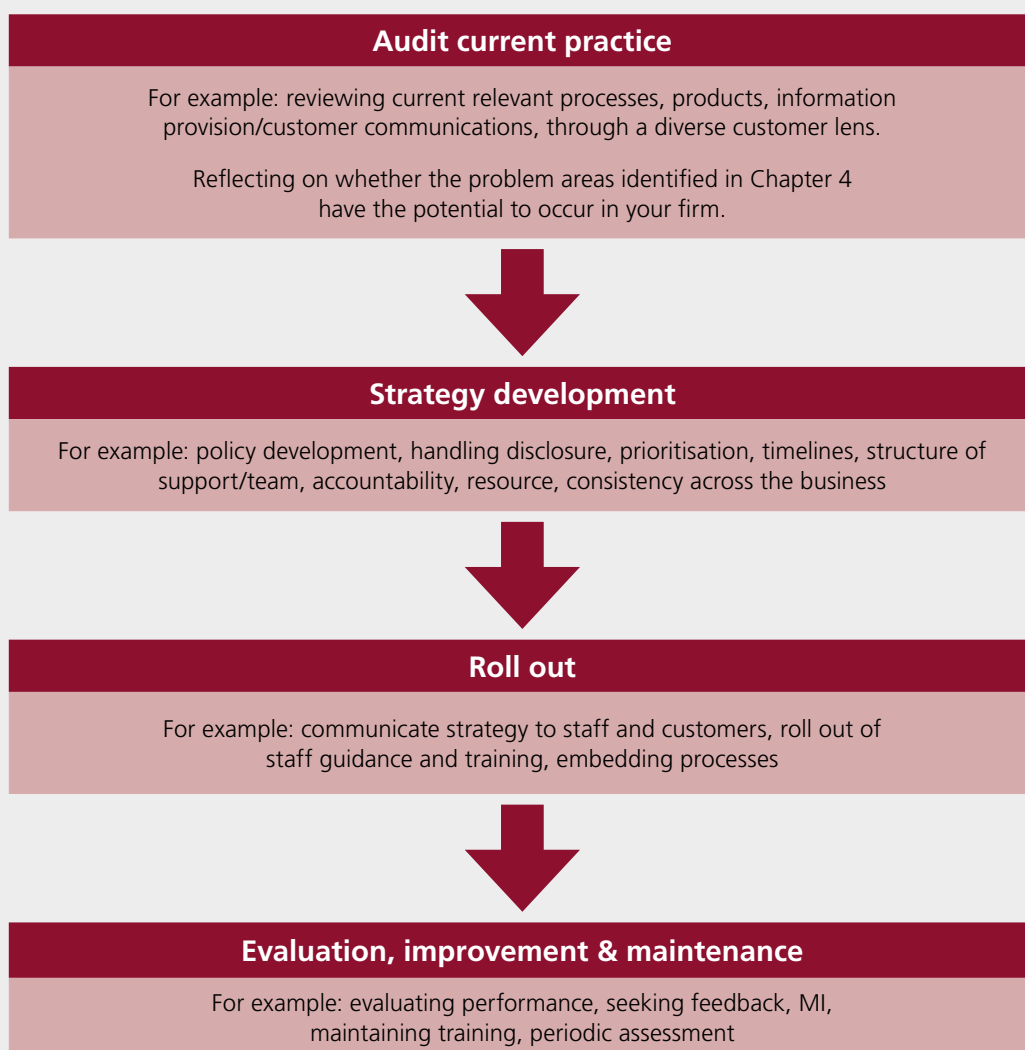 Audit current practice
For example: reviewing current relevant processes, products, information
provision/customer communications, through a diverse customer lens.
Reflecting on whether the problem areas identified in Chapter 4
have the potential to occur in your firm.
Strategy development
For example: policy development, handling disclosure, prioritisation, timelines, structure of
support/team, accountability, resource, consistency across the business
Roll out
For example: communicate strategy to staff and customers, roll out of
staff guidance and training, embedding processes
Evaluation, improvement & maintenance
For example: evaluating performance, seeking feedback, MI,
maintaining training, periodic assessment